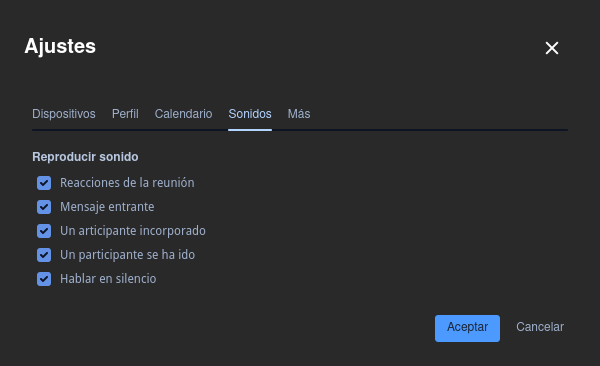 Ajustes
Dispositivos Perfil Calendario Sonidos Más
Reproducir sonido
Reacciones de la reunión
Mensaje entrante
Un articipante incorporado
Un participante se ha ido
Hablar en silencio
Aceptar Cancelar